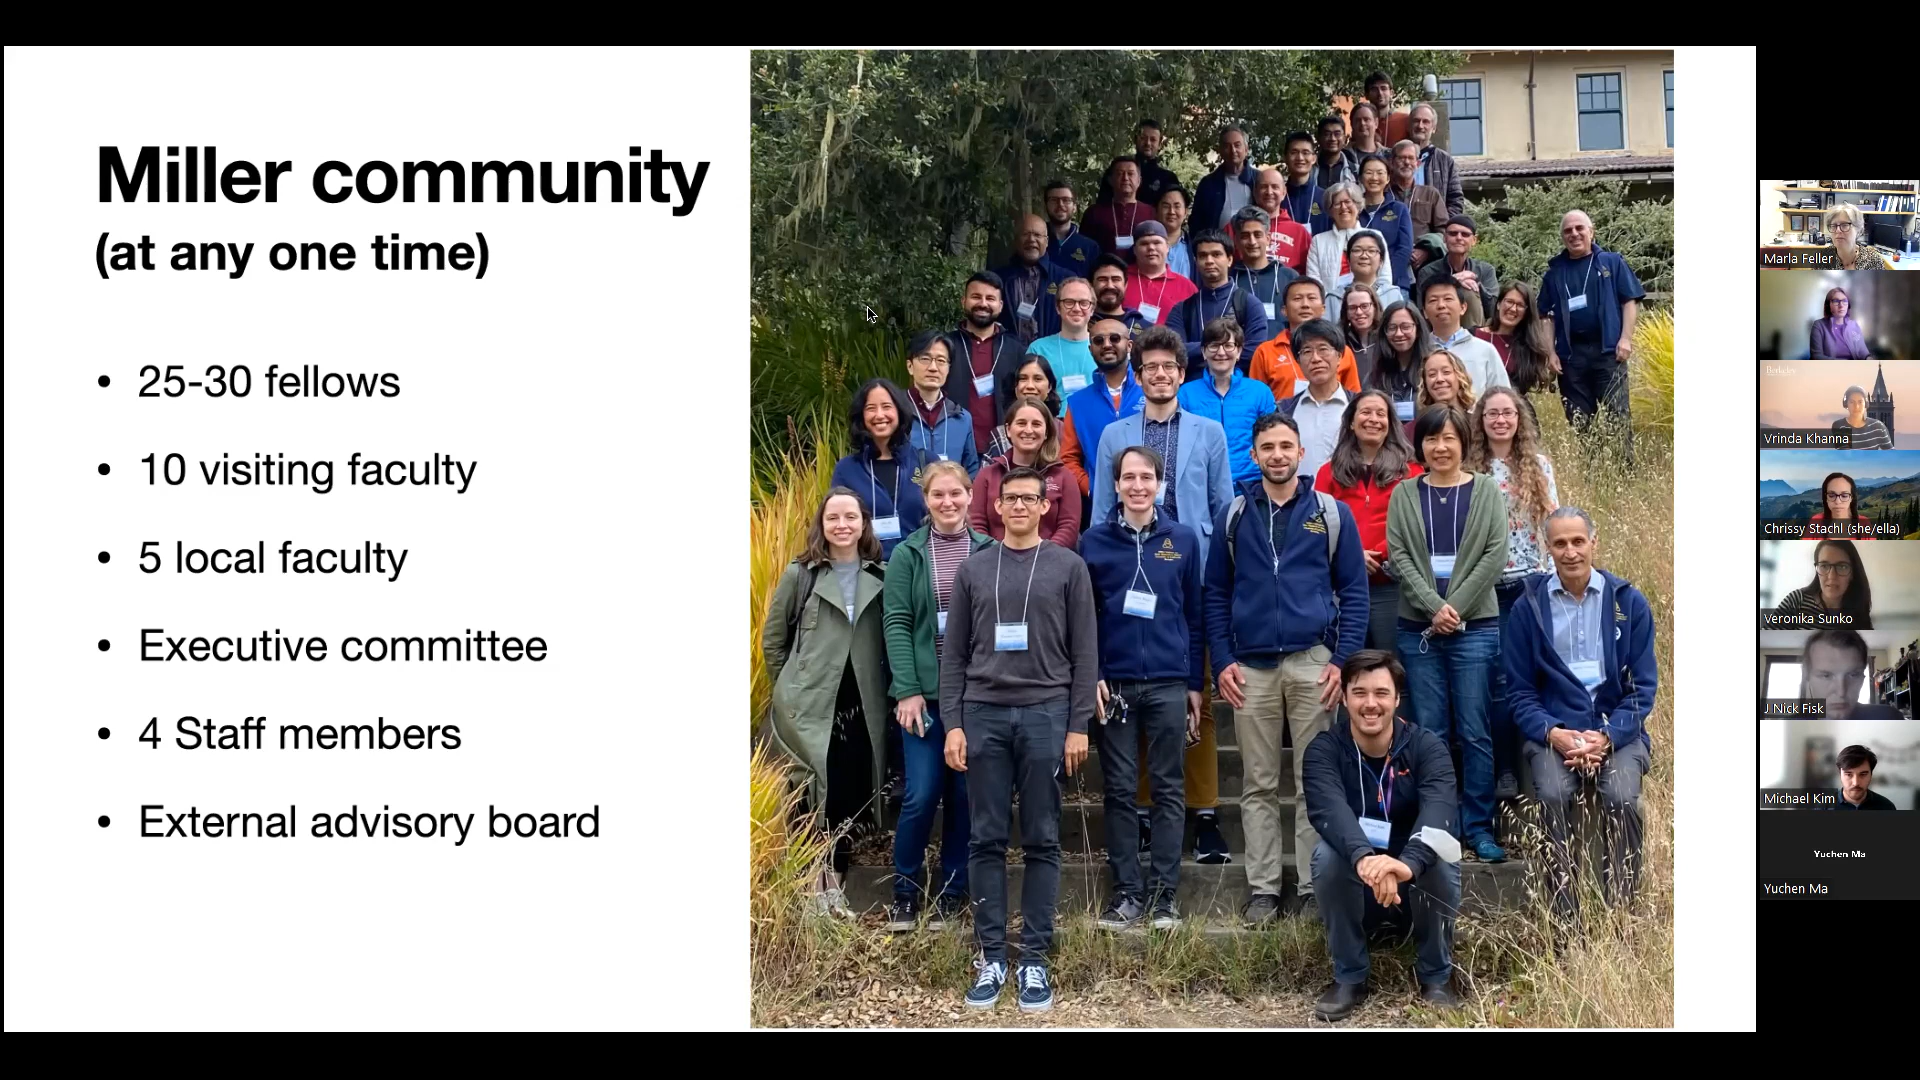 Miller community
(at any one time)
• 25-30 fellows
• 10 visiting faculty
• 5 local faculty
• Executive committee
• 4 Staff members
• External advisory board
Marla Feller
Berkeley
Vrinda Khanna
Chrissy Stachl (she/ella)
Veronika Sunko
J Nick Fisk
Michael Kim
Yuchen Ma
Yuchen Ma